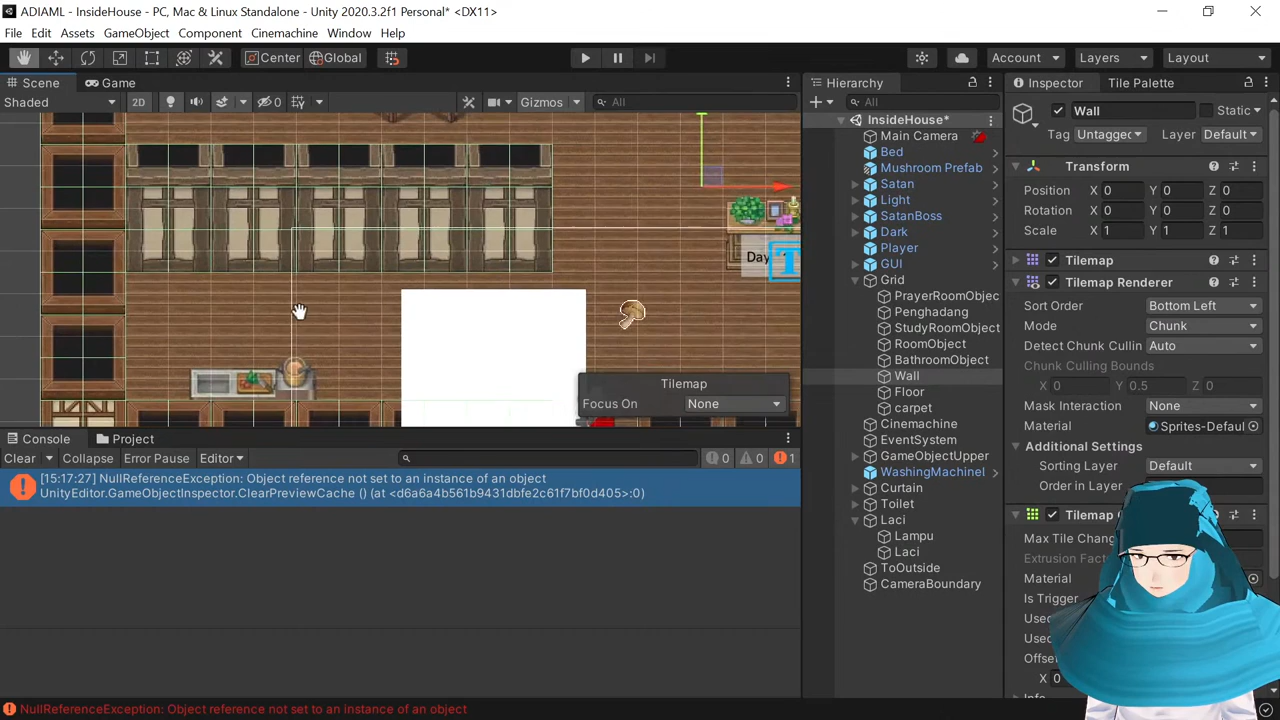 ADIAML - InsideHouse - PC, Mac & Linux Standalone - Unity 2020.3.2f1 Personal* <DX11>
File Edit Assets GameObject Component Cinemachine Window Help
Center Global Account Layers Layout
Scene Game
Shaded 2D 0 Gizmos All
Day T
Tilemap
Focus On None
Console Project
Clear Collapse Error Pause Editor 0 0 1
[15:17:27] NullReferenceException: Object reference not set to an instance of an object
UnityEditor.GameObjectInspector.ClearPreviewCache () (at <d6a6a4b561b9431dbfe2c61f7bf0d405>:0)
NullReferenceException: Object reference not set to an instance of an object
Hierarchy
All
InsideHouse*
Main Camera
Bed
Mushroom Prefab
Satan
Light
SatanBoss
Dark
Player
GUI
Grid
PrayerRoomObjec
Penghadang
StudyRoomObject
RoomObject
BathroomObject
Wall
Floor
carpet
Cinemachine
EventSystem
GameObjectUpper
WashingMachineI
Curtain
Toilet
Laci
Lampu
Laci
ToOutside
CameraBoundary
Inspector Tile Palette
Wall Static
Tag Untagged Layer Default
Transform
Position X 0 Y 0 Z 0
Rotation X 0 Y 0 Z 0
Scale X 1 Y 1 Z 1
Tilemap
Tilemap Renderer
Sort Order Bottom Left
Mode Chunk
Detect Chunk Cullin Auto
Chunk Culling Bounds
X 0 Y 0.5 Z 0
Mask Interaction None
Material Sprites-Defaul
Additional Settings
Sorting Layer Default
Order in Layer
Tilemap
Max Tile Chang
Extrusion Facto
Material
Is Trigger
Used
Used
Offset
X 0
Info